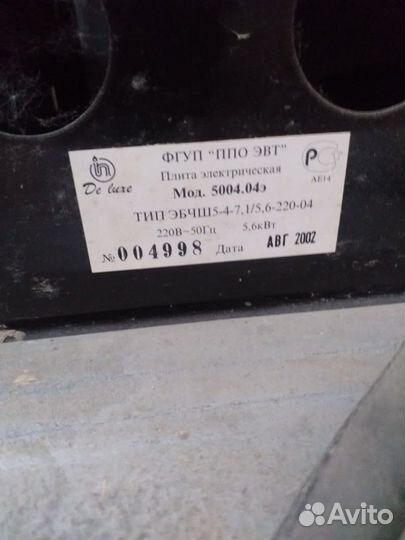 De luxe
ФГУП "ППО ЭВТ"
Плита электрическая
Мод. 5004.04э
АЕ14
ТИП ЭБЧШ5-4-7,1/5,6-220-04
220В~50Гц 5,6кВт
№ 004998 Дата АВГ 2002
Avito